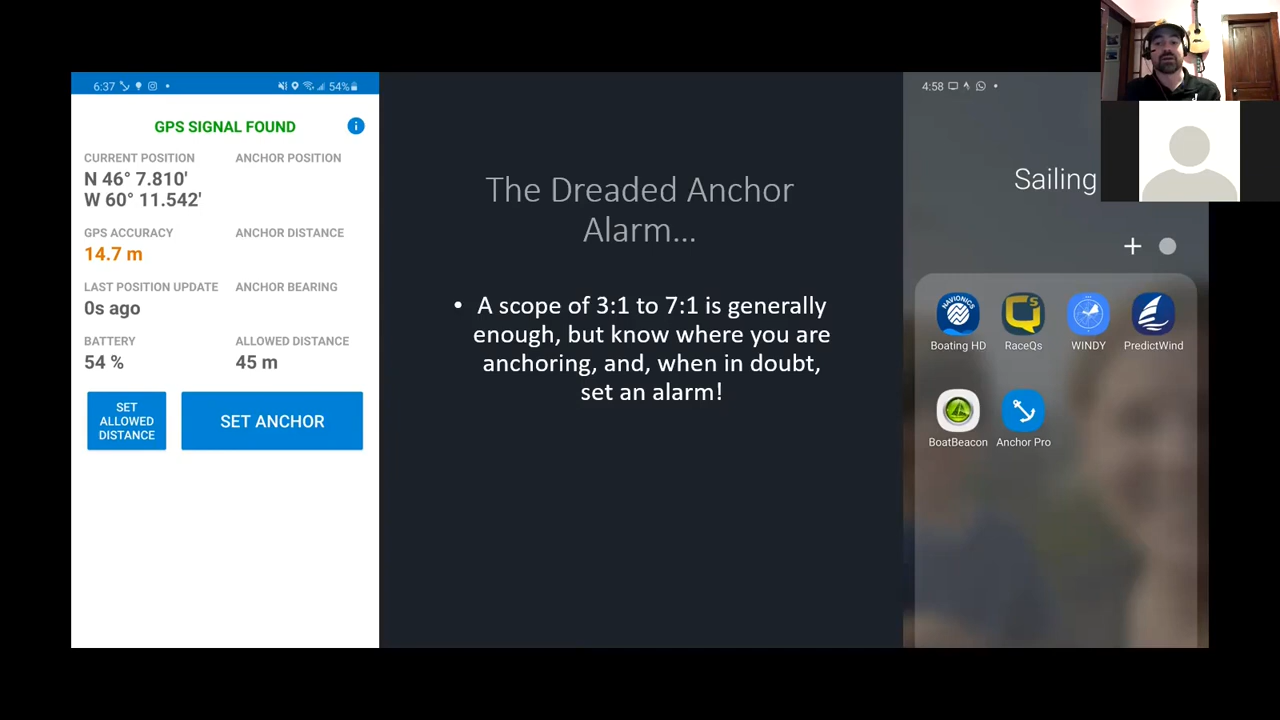 6:37
54%
GPS SIGNAL FOUND
CURRENT POSITION
N 46° 7.810'
W 60° 11.542'
ANCHOR POSITION
GPS ACCURACY
14.7 m
ANCHOR DISTANCE
LAST POSITION UPDATE
0s ago
ANCHOR BEARING
BATTERY
54 %
ALLOWED DISTANCE
45 m
SET
ALLOWED
DISTANCE
SET ANCHOR
The Dreaded Anchor
Alarm...
• A scope of 3:1 to 7:1 is generally
enough, but know where you are
anchoring, and, when in doubt,
set an alarm!
4:58
Sailing
NAVIONICS
Boating HD
RaceQs
WINDY
PredictWind
BoatBeacon
Anchor Pro